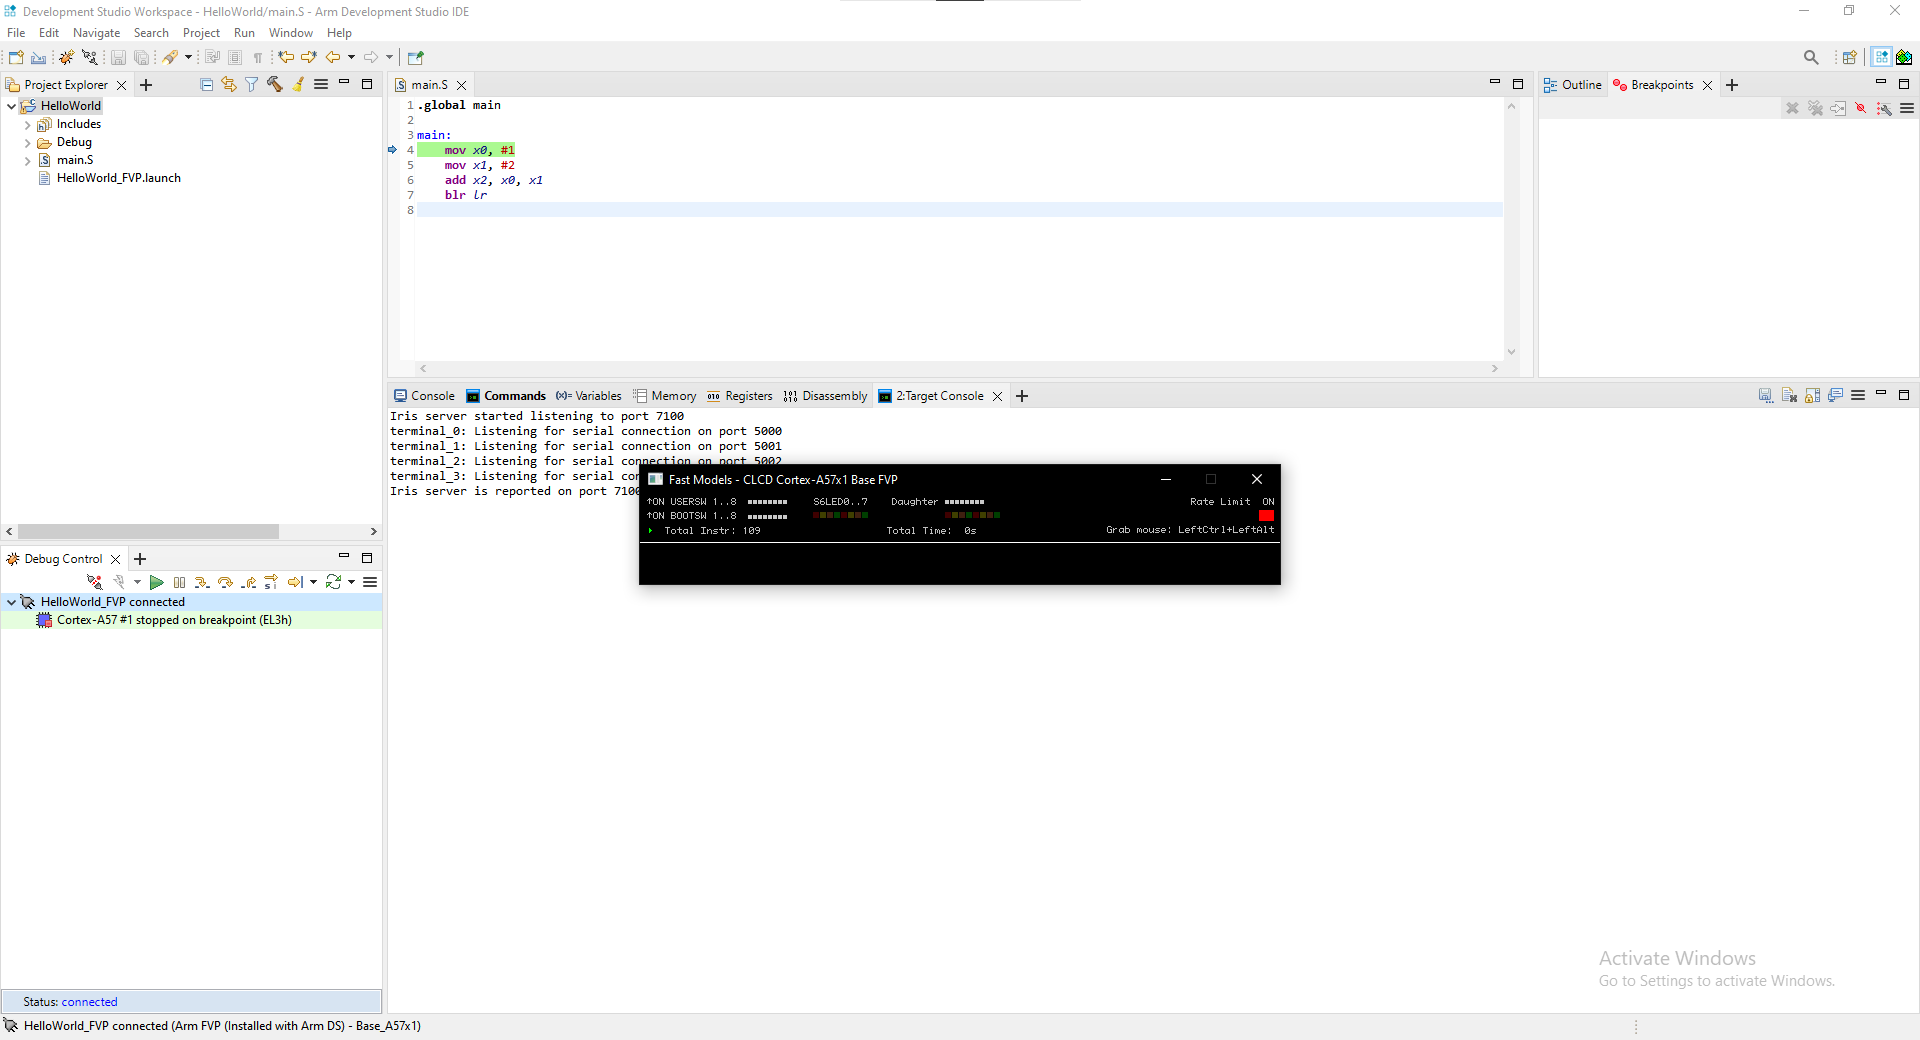 Development Studio Workspace - HelloWorld/main.S - Arm Development Studio IDE
File Edit Navigate Search Project Run Window Help
Project Explorer
HelloWorld
Includes
Debug
main.S
HelloWorld_FVP.launch
main.S
1 .global main
2
3 main:
4 mov x0, #1
5 mov x1, #2
6 add x2, x0, x1
7 blr lr
8
Outline Breakpoints
Console Commands Variables Memory Registers Disassembly 2:Target Console
Iris server started listening to port 7100
terminal_0: Listening for serial connection on port 5000
terminal_1: Listening for serial connection on port 5001
terminal_2: Listening for serial connection on port 5002
terminal_3: Listening for serial con
Iris server is reported on port 7100
Fast Models - CLCD Cortex-A57x1 Base FVP
↑ON USERSW 1..8 S6LED0..7 Daughter Rate Limit ON
↑ON BOOTSW 1..8
Total Instr: 109 Total Time: 0s Grab mouse: LeftCtrl+LeftAlt
Debug Control
HelloWorld_FVP connected
Cortex-A57 #1 stopped on breakpoint (EL3h)
Activate Windows
Go to Settings to activate Windows.
Status: connected
HelloWorld_FVP connected (Arm FVP (Installed with Arm DS) - Base_A57x1)